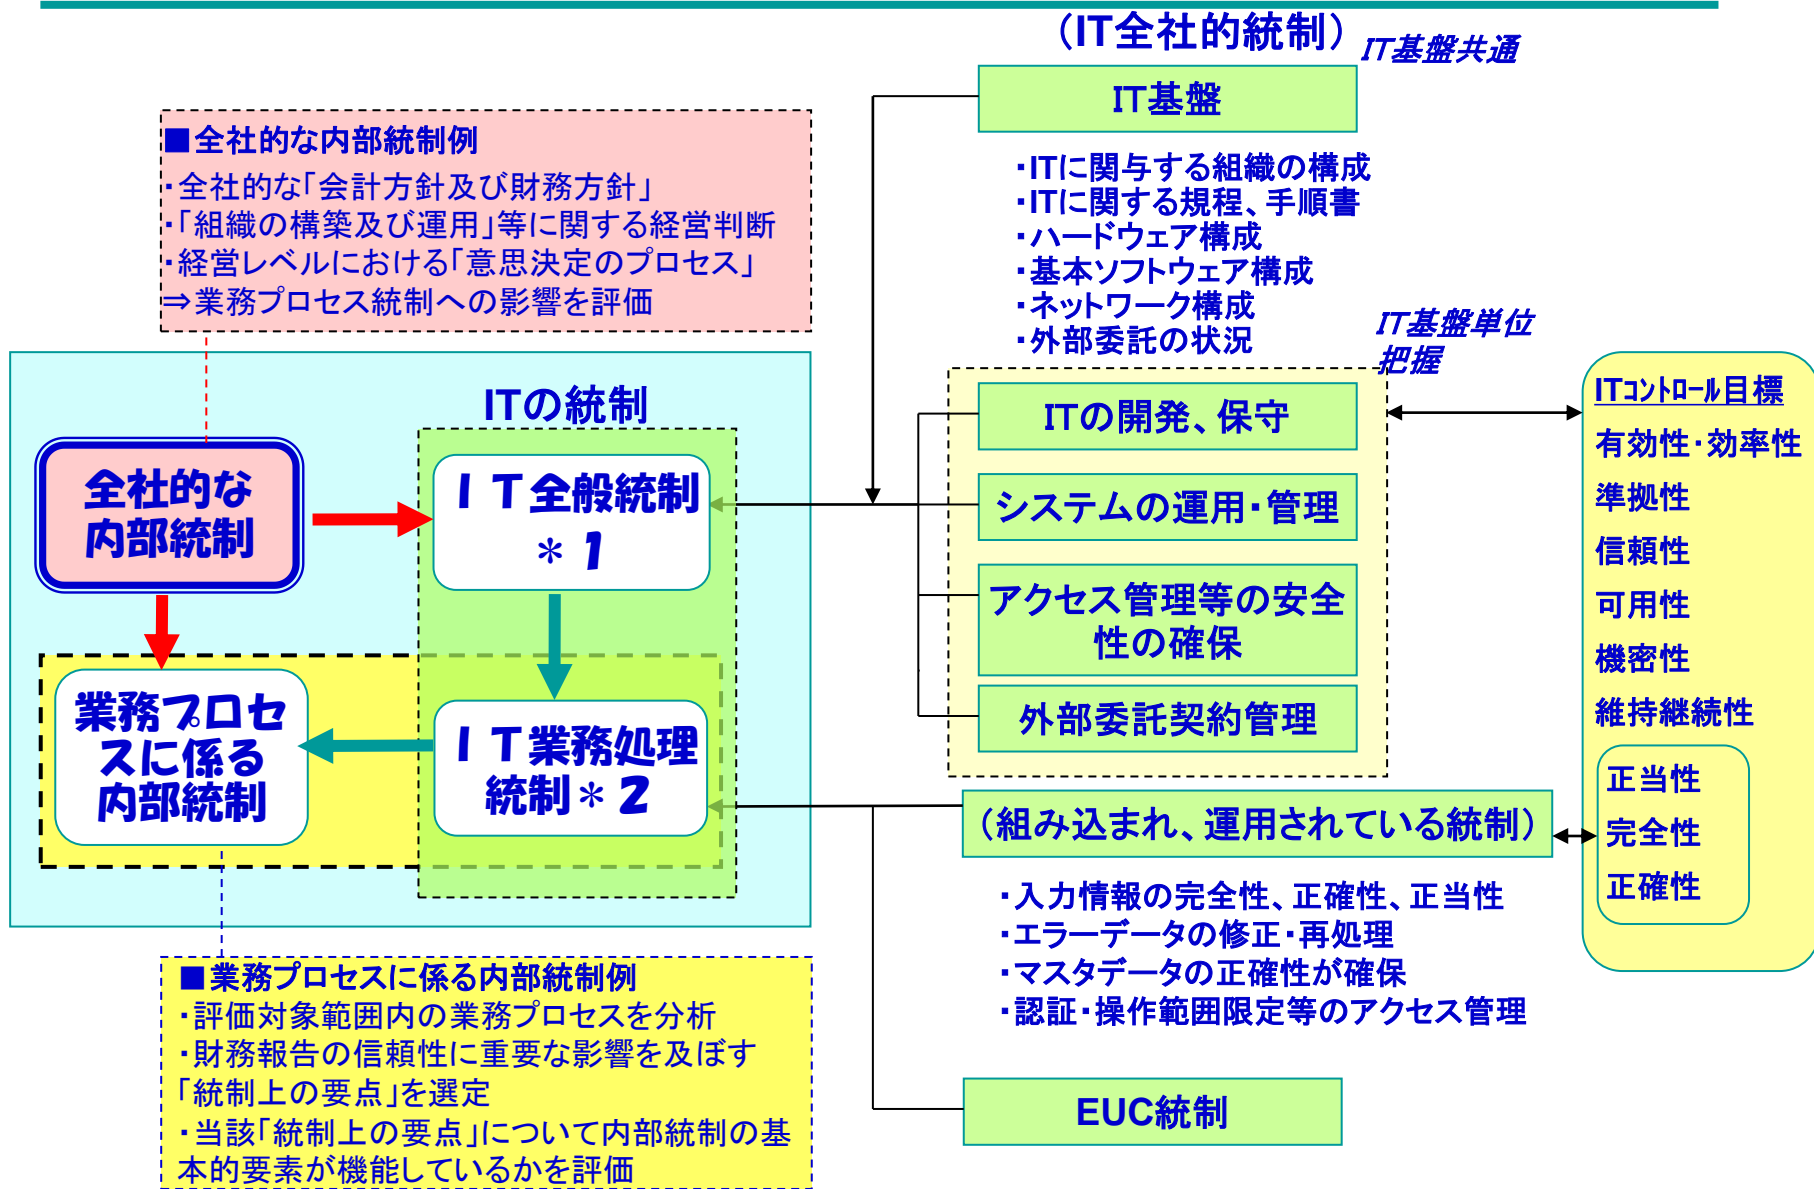 （IT全社的統制）
IT基盤共通
IT基盤
・ITに関与する組織の構成
・ITに関する規程、手順書
・ハードウェア構成
・基本ソフトウェア構成
・ネットワーク構成
・外部委託の状況
■全社的な内部統制例
・全社的な「会計方針及び財務方針」
・「組織の構築及び運用」等に関する経営判断
・経営レベルにおける「意思決定のプロセス」
⇒業務プロセス統制への影響を評価
IT基盤単位
把握
ITの統制
全社的な
内部統制
ＩＴ全般統制
＊1
業務プロセ
スに係る
内部統制
ＩＴ業務処理
統制＊2
ITの開発、保守
システムの運用・管理
アクセス管理等の安全
性の確保
外部委託契約管理
（組み込まれ、運用されている統制）
・入力情報の完全性、正確性、正当性
・エラーデータの修正・再処理
・マスタデータの正確性が確保
・認証・操作範囲限定等のアクセス管理
EUC統制
ITｺﾝﾄﾛｰﾙ目標
有効性・効率性
準拠性
信頼性
可用性
機密性
維持継続性
正当性
完全性
正確性
■業務プロセスに係る内部統制例
・評価対象範囲内の業務プロセスを分析
・財務報告の信頼性に重要な影響を及ぼす
「統制上の要点」を選定
・当該「統制上の要点」について内部統制の基
本的要素が機能しているかを評価